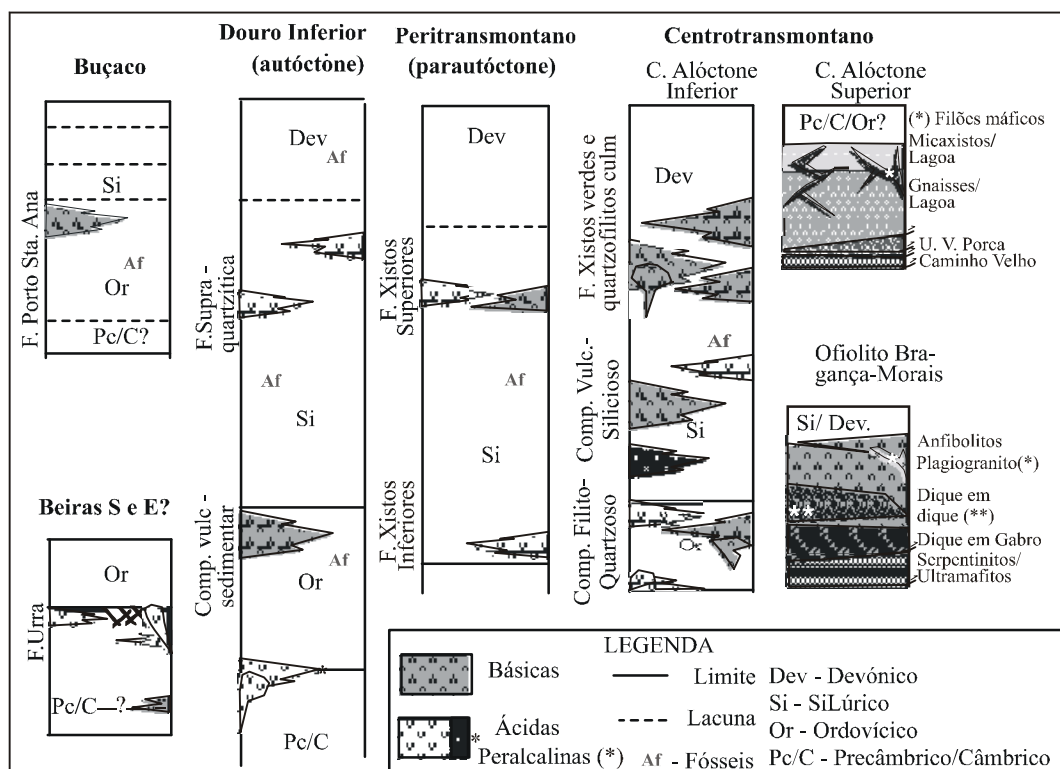 Buçaco
F. Porto Sta. Ana
Si
Af
Or
Pc/C?
Beiras S e E?
F.Urra
Or
Pc/C—?
Douro Inferior
(autóctone)
F.Supra-
quartzítica
Comp. vulc-
sedimentar
Dev
Af
Af
Si
Af
Or
*
Pc/C
Peritransmontano
(parautóctone)
F. Xistos
Superiores
F. Xistos
Inferiores
Dev
Af
Si
Centrotransmontano
C. Alóctone
Inferior
F. Xistos verdes e
quartzofilitos culm
Comp. Vulc.-
Silicioso
Comp. Filito-
Quartzoso
Dev
Af
Si
Or
C. Alóctone
Superior
Pc/C/Or?
*
(*) Filões máficos
Micaxistos/
Lagoa
Gnaisses/
Lagoa
U. V. Porca
Caminho Velho
Ofiolito Bra-
gança-Morais
Si/ Dev.
*
**
Anfibolitos
Plagiogranito(*)
Dique em
dique (**)
Dique em Gabro
Serpentinitos/
Ultramafitos
LEGENDA
Básicas
Ácidas
Peralcalinas (*)
*
Limite
Lacuna
Af - Fósseis
Dev - Devónico
Si - SiLúrico
Or - Ordovícico
Pc/C - Precâmbrico/Câmbrico